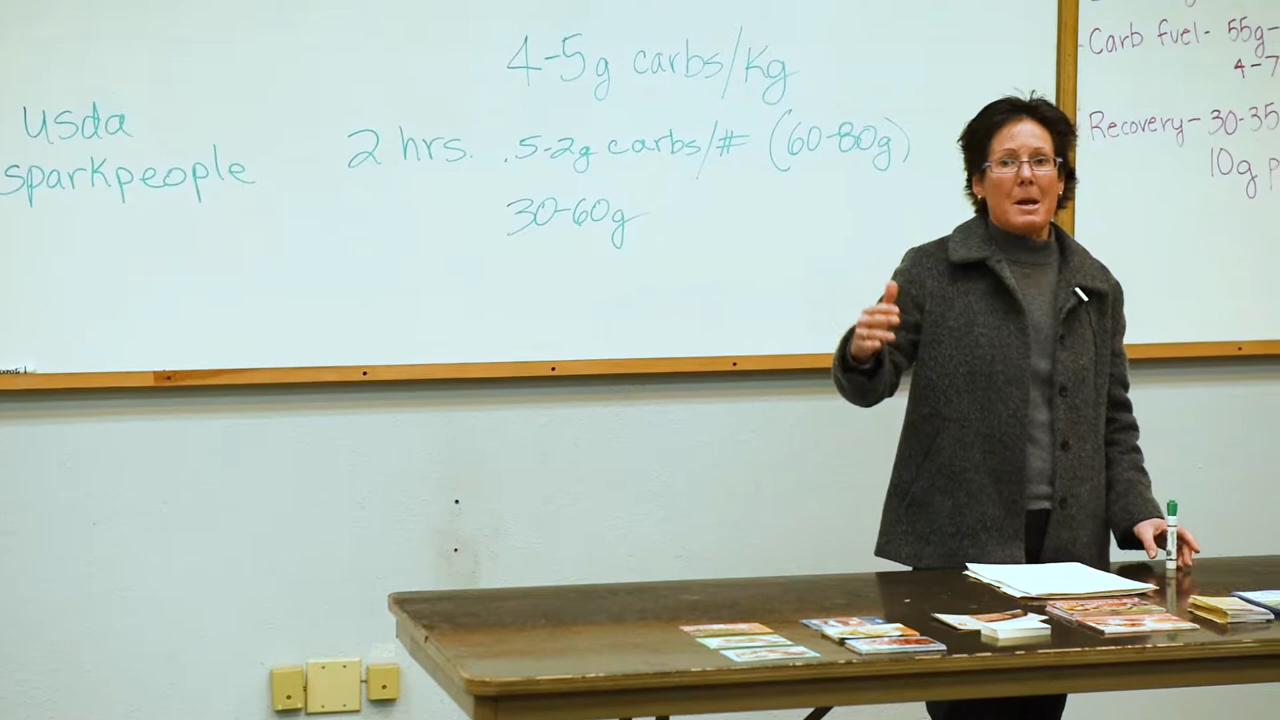 usda
sparkpeople
4-5g carbs/Kg
2 hrs. .5-2g carbs/# (60-80g)
30-60g
Carb fuel- 55g-
4-7
Recovery- 30-35
10g p